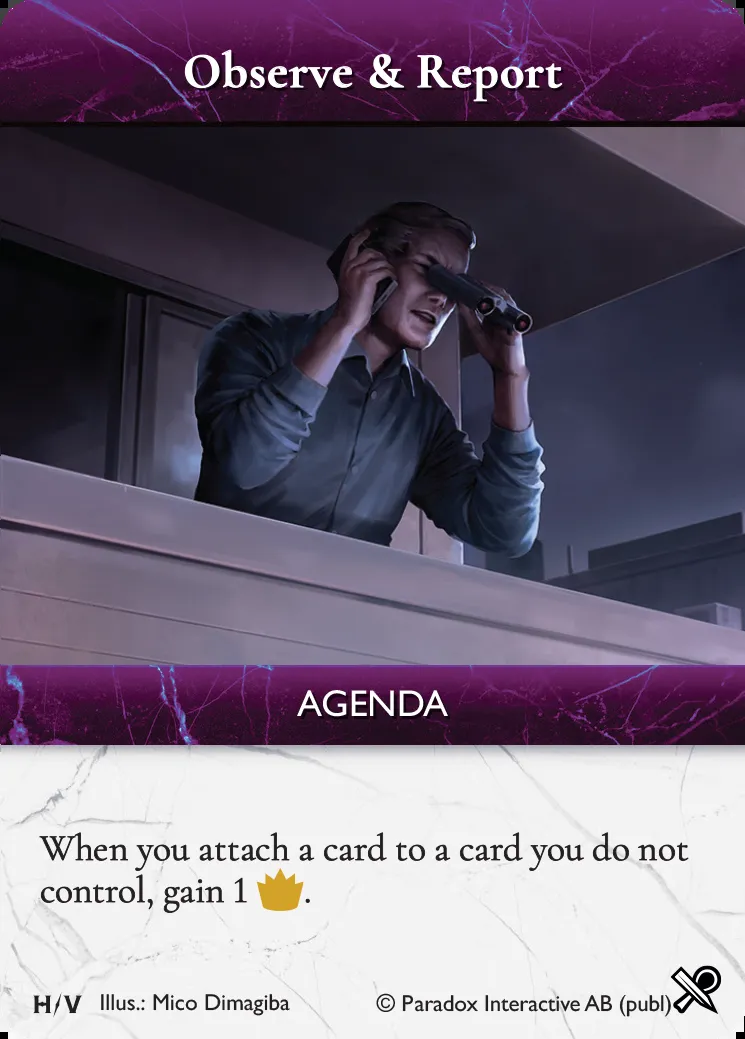 Observe & Report
AGENDA
When you attach a card to a card you do not
control, gain 1 .
H/V Illus.: Mico Dimagiba © Paradox Interactive AB (publ)